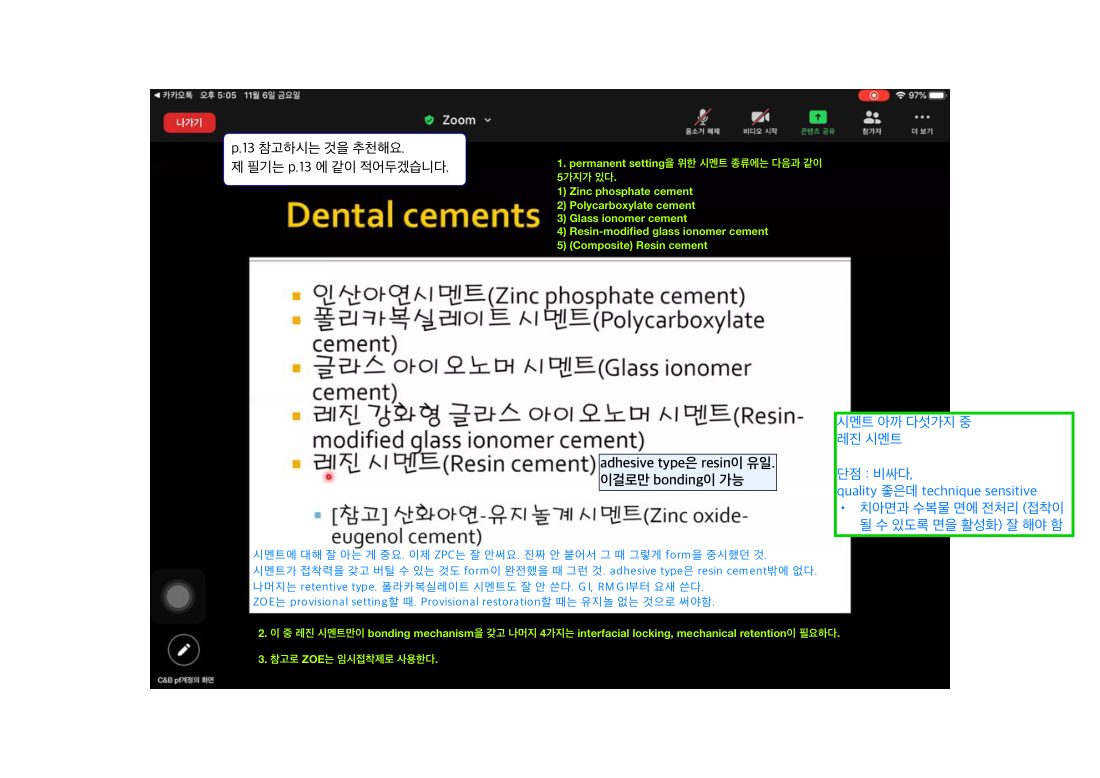 카카오톡 오후 5:05 11월 6일 금요일
97%
나가기
Zoom
음소거 해제
비디오 시작
콘텐츠 공유
참가자
더 보기
p.13 참고하시는 것을 추천해요.
제 필기는 p.13 에 같이 적어두겠습니다.
1. permanent setting을 위한 시멘트 종류에는 다음과 같이
5가지가 있다.
1) Zinc phosphate cement
2) Polycarboxylate cement
3) Glass ionomer cement
4) Resin-modified glass ionomer cement
5) (Composite) Resin cement
Dental cements
인산아연시멘트(Zinc phosphate cement)
폴리카복실레이트 시멘트(Polycarboxylate
cement)
글라스 아이오노머 시멘트(Glass ionomer
cement)
레진 강화형 글라스 아이오노머 시멘트(Resin-
modified glass ionomer cement)
레진 시멘트(Resin cement)
adhesive type은 resin이 유일.
이걸로만 bonding이 가능
[참고] 산화아연-유지놀계 시멘트(Zinc oxide-
eugenol cement)
시멘트에 대해 잘 아는 게 중요. 이제 ZPC는 잘 안써요. 진짜 안 붙어서 그 때 그렇게 form을 중시했던 것.
시멘트가 접착력을 갖고 버틸 수 있는 것도 form이 완전했을 때 그런 것. adhesive type은 resin cement밖에 없다.
나머지는 retentive type. 폴라카복실레이트 시멘트도 잘 안 쓴다. GI, RMGI부터 요새 쓴다.
ZOE는 provisional setting할 때. Provisional restoration할 때는 유지놀 없는 것으로 써야함.
시멘트 아까 다섯가지 중
레진 시멘트
단점 : 비싸다,
quality 좋은데 technique sensitive
• 치아면과 수복물 면에 전처리 (접착이
될 수 있도록 면을 활성화) 잘 해야 함
2. 이 중 레진 시멘트만이 bonding mechanism을 갖고 나머지 4가지는 interfacial locking, mechanical retention이 필요하다.
3. 참고로 ZOE는 임시접착제로 사용한다.
C&B pf계정의 화면